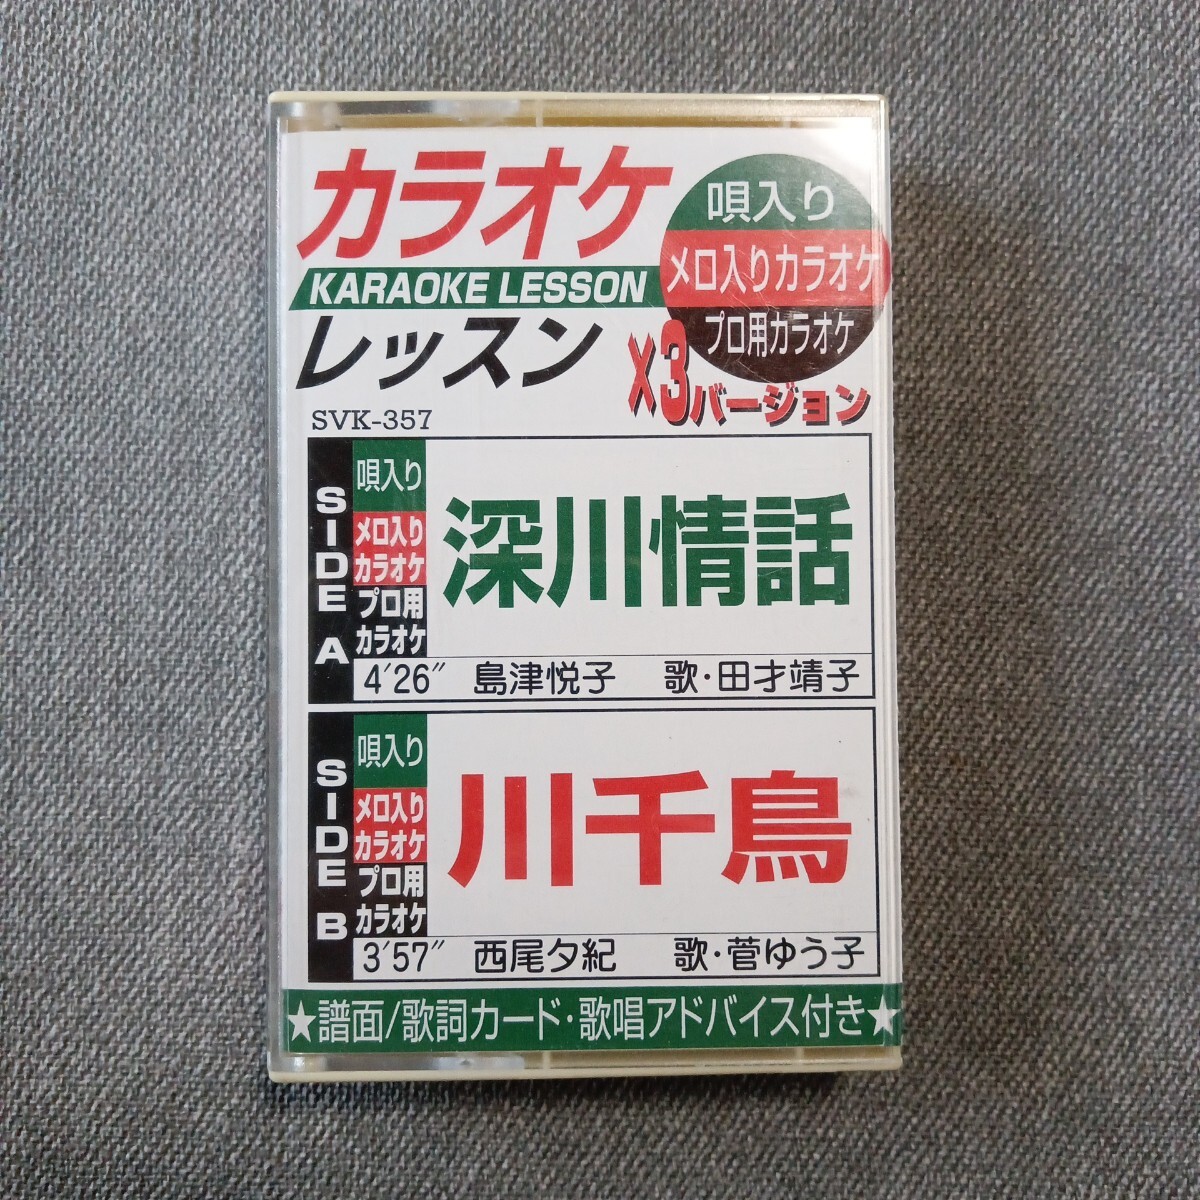 カラオケ
KARAOKE LESSON
レッスン
唄入り
メロ入りカラオケ
プロ用カラオケ
×3バージョン
SVK-357
SIDE A
唄入り
メロ入り
カラオケ
プロ用
カラオケ
深川情話
4′26″ 島津悦子 歌・田才靖子
SIDE B
唄入り
メロ入り
カラオケ
プロ用
カラオケ
川千鳥
3′57″ 西尾夕紀 歌・菅ゆう子
★譜面/歌詞カード・歌唱アドバイス付き★